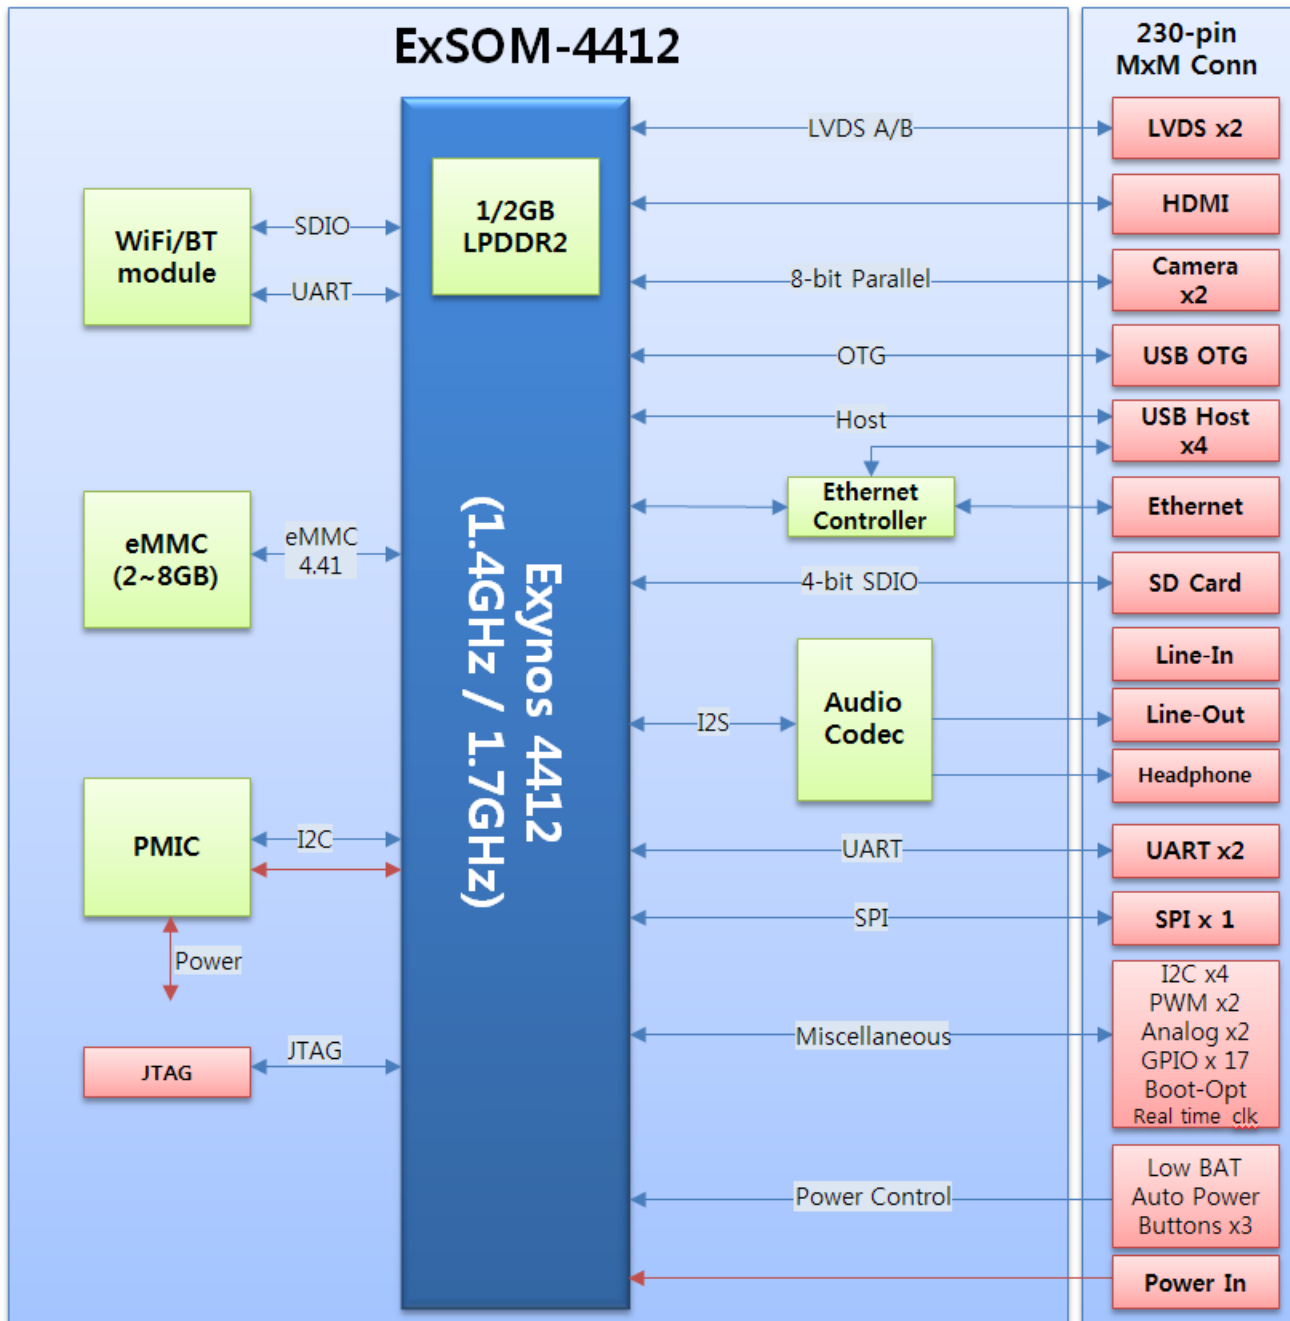 ExSOM-4412
230-pin
MxM Conn
LVDS A/B
LVDS x2
1/2GB
LPDDR2
HDMI
WiFi/BT
module
SDIO
UART
8-bit Parallel
Camera
x2
OTG
USB OTG
Host
USB Host
x4
Ethernet
Controller
Ethernet
eMMC
(2~8GB)
eMMC
4.41
Exynos 4412
(1.4GHz / 1.7GHz)
4-bit SDIO
SD Card
Line-In
I2S
Audio
Codec
Line-Out
Headphone
PMIC
I2C
UART
UART x2
SPI
SPI x 1
Power
Miscellaneous
I2C x4
PWM x2
Analog x2
GPIO x 17
Boot-Opt
Real time clk
JTAG
JTAG
Power Control
Low BAT
Auto Power
Buttons x3
Power In